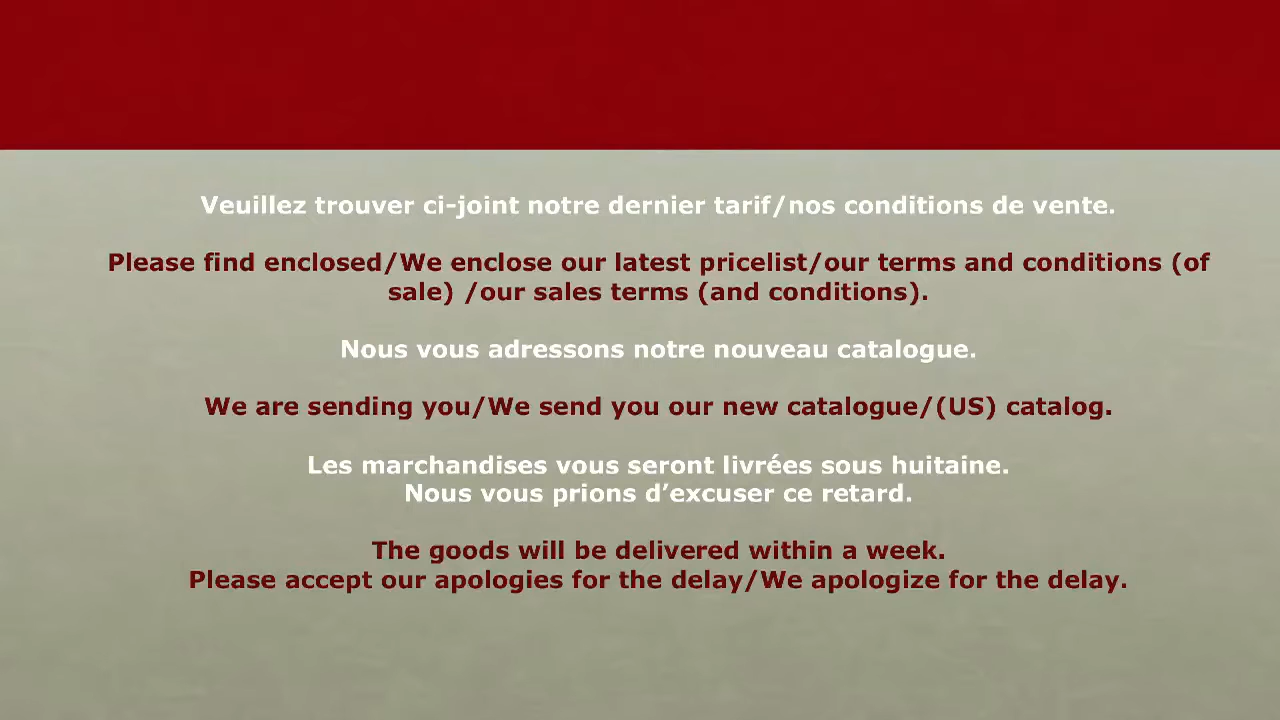 Veuillez trouver ci-joint notre dernier tarif/nos conditions de vente.
Please find enclosed/We enclose our latest pricelist/our terms and conditions (of
sale) /our sales terms (and conditions).
Nous vous adressons notre nouveau catalogue.
We are sending you/We send you our new catalogue/(US) catalog.
Les marchandises vous seront livrées sous huitaine.
Nous vous prions d’excuser ce retard.
The goods will be delivered within a week.
Please accept our apologies for the delay/We apologize for the delay.